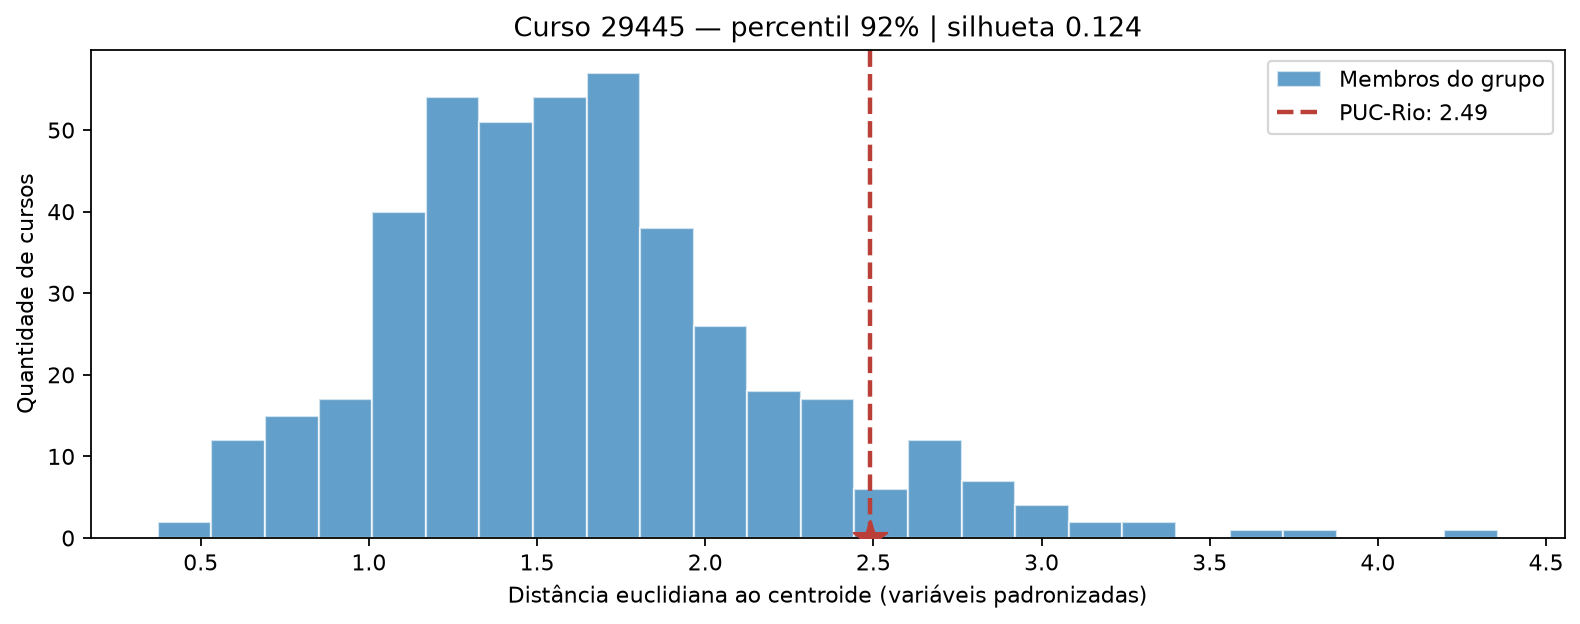 Curso 29445 — percentil 92% | silhueta 0.124
Membros do grupo
PUC-Rio: 2.49
Quantidade de cursos
50
40
30
20
10
0
0.5 1.0 1.5 2.0 2.5 3.0 3.5 4.0 4.5
Distância euclidiana ao centroide (variáveis padronizadas)